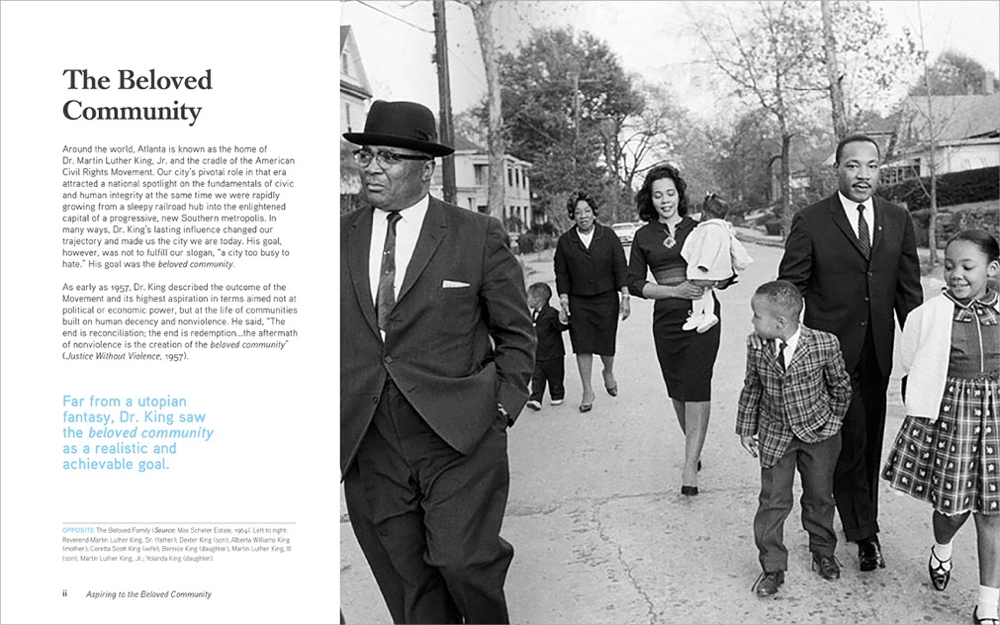 The Beloved
Community
Around the world, Atlanta is known as the home of
Dr. Martin Luther King, Jr. and the cradle of the American
Civil Rights Movement. Our city's pivotal role in that era
attracted a national spotlight on the fundamentals of civic
and human integrity at the same time we were rapidly
growing from a sleepy railroad hub into the enlightened
capital of a progressive, new Southern metropolis. In
many ways, Dr. King's lasting influence changed our
trajectory and made us the city we are today. His goal,
however, was not to fulfill our slogan, "a city too busy to
hate." His goal was the beloved community.
As early as 1957, Dr. King described the outcome of the
Movement and its highest aspiration in terms aimed not at
political or economic power, but at the life of communities
built on human decency and nonviolence. He said, "The
end is reconciliation; the end is redemption...the aftermath
of nonviolence is the creation of the beloved community"
(Justice Without Violence, 1957).
Far from a utopian
fantasy, Dr. King saw
the beloved community
as a realistic and
achievable goal.
OPPOSITE The Beloved Family (Source: Max Scheler Estate, 1964). Left to right:
Reverend Martin Luther King, Sr. (father); Dexter King (son); Alberta Williams King
(mother); Coretta Scott King (wife); Bernice King (daughter); Martin Luther King, III
(son); Martin Luther King, Jr.; Yolanda King (daughter).
ii Aspiring to the Beloved Community